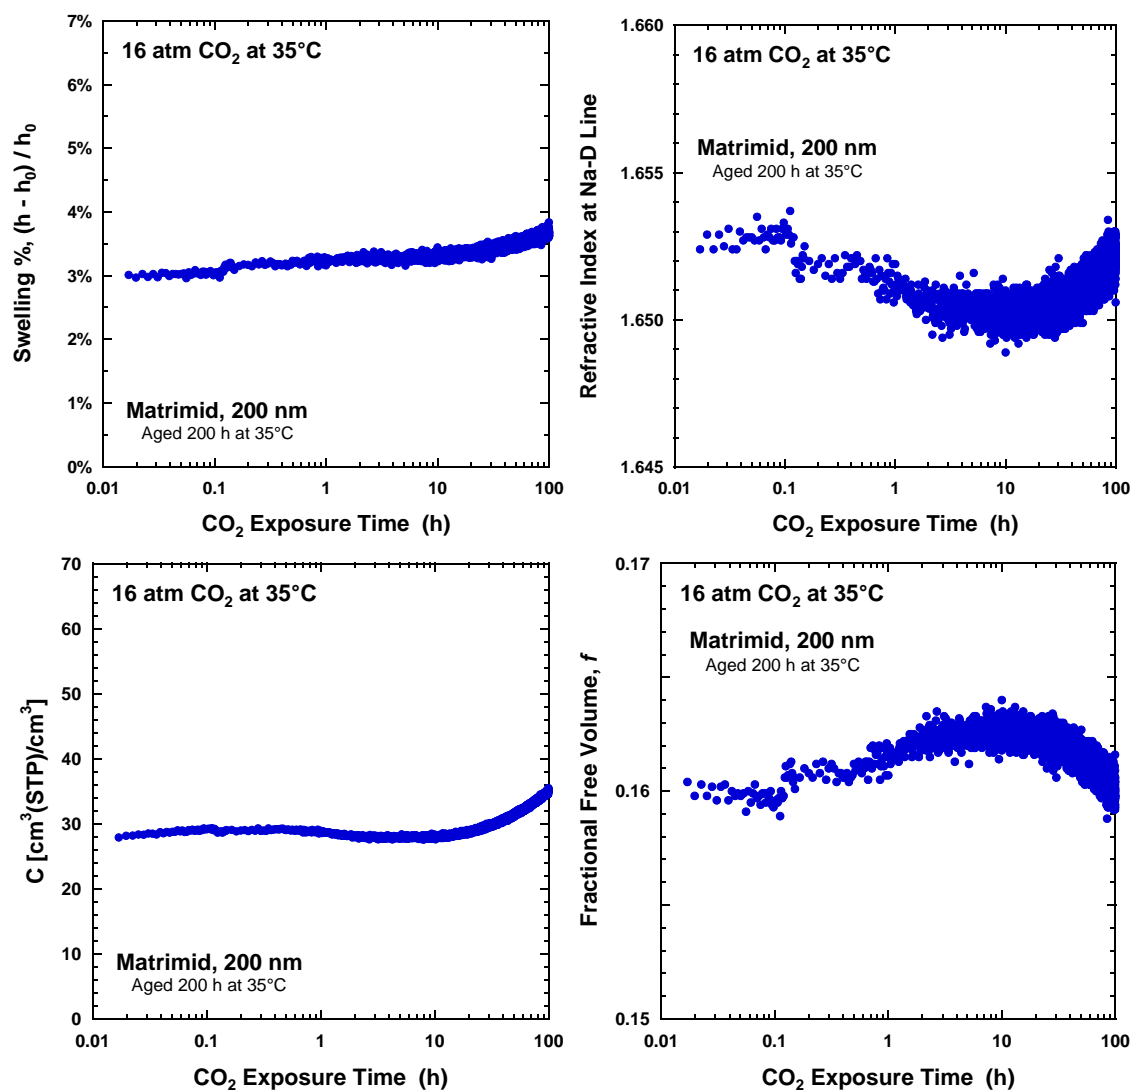 7%
6%
5%
4%
3%
2%
1%
0%
Swelling %, (h - h₀) / h₀
16 atm CO₂ at 35°C
Matrimid, 200 nm
Aged 200 h at 35°C
0.01
0.1
1
10
100
CO₂ Exposure Time (h)
1.660
1.655
1.650
1.645
Refractive Index at Na-D Line
16 atm CO₂ at 35°C
Matrimid, 200 nm
Aged 200 h at 35°C
0.01
0.1
1
10
100
CO₂ Exposure Time (h)
70
60
50
40
30
20
10
0
C [cm³(STP)/cm³]
16 atm CO₂ at 35°C
Matrimid, 200 nm
Aged 200 h at 35°C
0.01
0.1
1
10
100
CO₂ Exposure Time (h)
0.17
0.16
0.15
Fractional Free Volume, f
16 atm CO₂ at 35°C
Matrimid, 200 nm
Aged 200 h at 35°C
0.01
0.1
1
10
100
CO₂ Exposure Time (h)